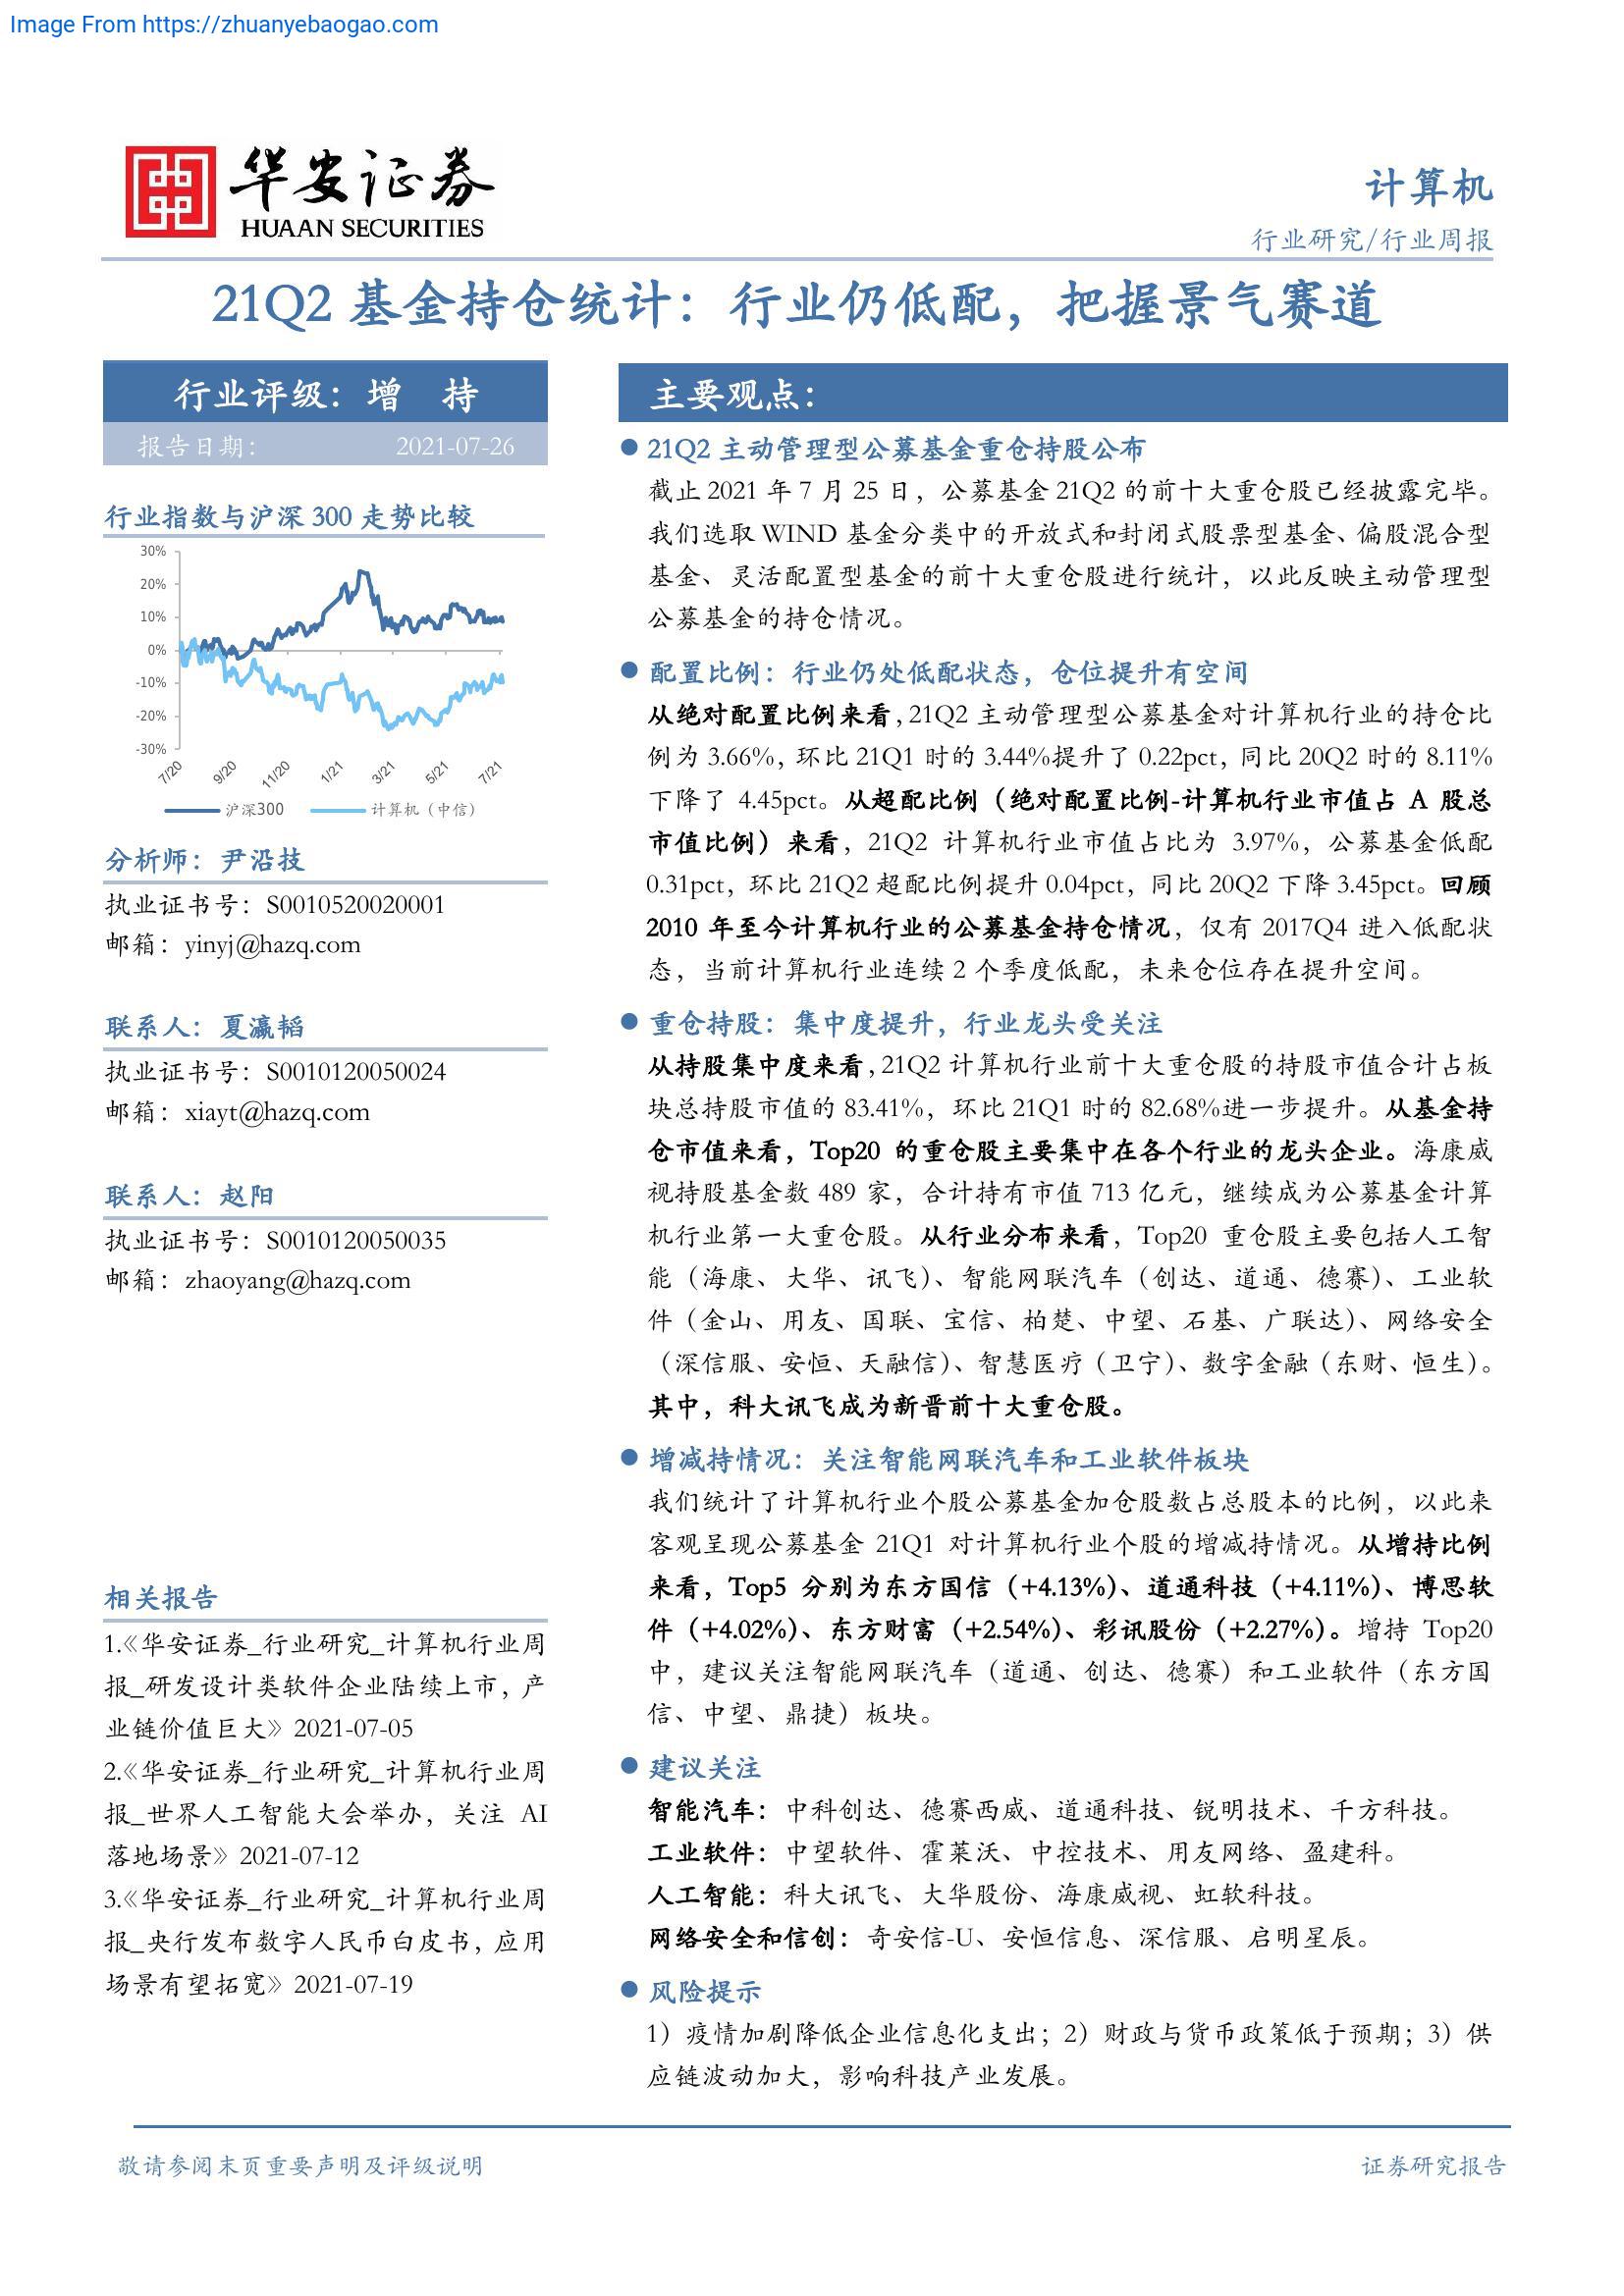 Image From https://zhuanyebaogao.com
华安证券
HUAAN SECURITIES
计算机
行业研究/行业周报
21Q2 基金持仓统计：行业仍低配，把握景气赛道
行业评级：增 持
报告日期： 2021-07-26
行业指数与沪深 300 走势比较
30%
20%
10%
0%
-10%
-20%
-30%
7/20 9/20 11/20 1/21 3/21 5/21 7/21
沪深300 计算机（中信）
分析师：尹沿技
执业证书号：S0010520020001
邮箱：yinyj@hazq.com
联系人：夏瀛韬
执业证书号：S0010120050024
邮箱：xiayt@hazq.com
联系人：赵阳
执业证书号：S0010120050035
邮箱：zhaoyang@hazq.com
相关报告
1.《华安证券_行业研究_计算机行业周
报_研发设计类软件企业陆续上市，产
业链价值巨大》2021-07-05
2.《华安证券_行业研究_计算机行业周
报_世界人工智能大会举办，关注 AI
落地场景》2021-07-12
3.《华安证券_行业研究_计算机行业周
报_央行发布数字人民币白皮书，应用
场景有望拓宽》2021-07-19
主要观点：
● 21Q2 主动管理型公募基金重仓持股公布
截止 2021 年 7 月 25 日，公募基金 21Q2 的前十大重仓股已经披露完毕。
我们选取 WIND 基金分类中的开放式和封闭式股票型基金、偏股混合型
基金、灵活配置型基金的前十大重仓股进行统计，以此反映主动管理型
公募基金的持仓情况。
● 配置比例：行业仍处低配状态，仓位提升有空间
从绝对配置比例来看，21Q2 主动管理型公募基金对计算机行业的持仓比
例为 3.66%，环比 21Q1 时的 3.44%提升了 0.22pct，同比 20Q2 时的 8.11%
下降了 4.45pct。从超配比例（绝对配置比例-计算机行业市值占 A 股总
市值比例）来看，21Q2 计算机行业市值占比为 3.97%，公募基金低配
0.31pct，环比 21Q2 超配比例提升 0.04pct，同比 20Q2 下降 3.45pct。回顾
2010 年至今计算机行业的公募基金持仓情况，仅有 2017Q4 进入低配状
态，当前计算机行业连续 2 个季度低配，未来仓位存在提升空间。
● 重仓持股：集中度提升，行业龙头受关注
从持股集中度来看，21Q2 计算机行业前十大重仓股的持股市值合计占板
块总持股市值的 83.41%，环比 21Q1 时的 82.68%进一步提升。从基金持
仓市值来看，Top20 的重仓股主要集中在各个行业的龙头企业。海康威
视持股基金数 489 家，合计持有市值 713 亿元，继续成为公募基金计算
机行业第一大重仓股。从行业分布来看，Top20 重仓股主要包括人工智
能（海康、大华、讯飞）、智能网联汽车（创达、道通、德赛）、工业软
件（金山、用友、国联、宝信、柏楚、中望、石基、广联达）、网络安全
（深信服、安恒、天融信）、智慧医疗（卫宁）、数字金融（东财、恒生）。
其中，科大讯飞成为新晋前十大重仓股。
● 增减持情况：关注智能网联汽车和工业软件板块
我们统计了计算机行业个股公募基金加仓股数占总股本的比例，以此来
客观呈现公募基金 21Q1 对计算机行业个股的增减持情况。从增持比例
来看，Top5 分别为东方国信（+4.13%）、道通科技（+4.11%）、博思软
件（+4.02%）、东方财富（+2.54%）、彩讯股份（+2.27%）。增持 Top20
中，建议关注智能网联汽车（道通、创达、德赛）和工业软件（东方国
信、中望、鼎捷）板块。
● 建议关注
智能汽车：中科创达、德赛西威、道通科技、锐明技术、千方科技。
工业软件：中望软件、霍莱沃、中控技术、用友网络、盈建科。
人工智能：科大讯飞、大华股份、海康威视、虹软科技。
网络安全和信创：奇安信-U、安恒信息、深信服、启明星辰。
● 风险提示
1）疫情加剧降低企业信息化支出；2）财政与货币政策低于预期；3）供
应链波动加大，影响科技产业发展。
敬请参阅末页重要声明及评级说明
证券研究报告